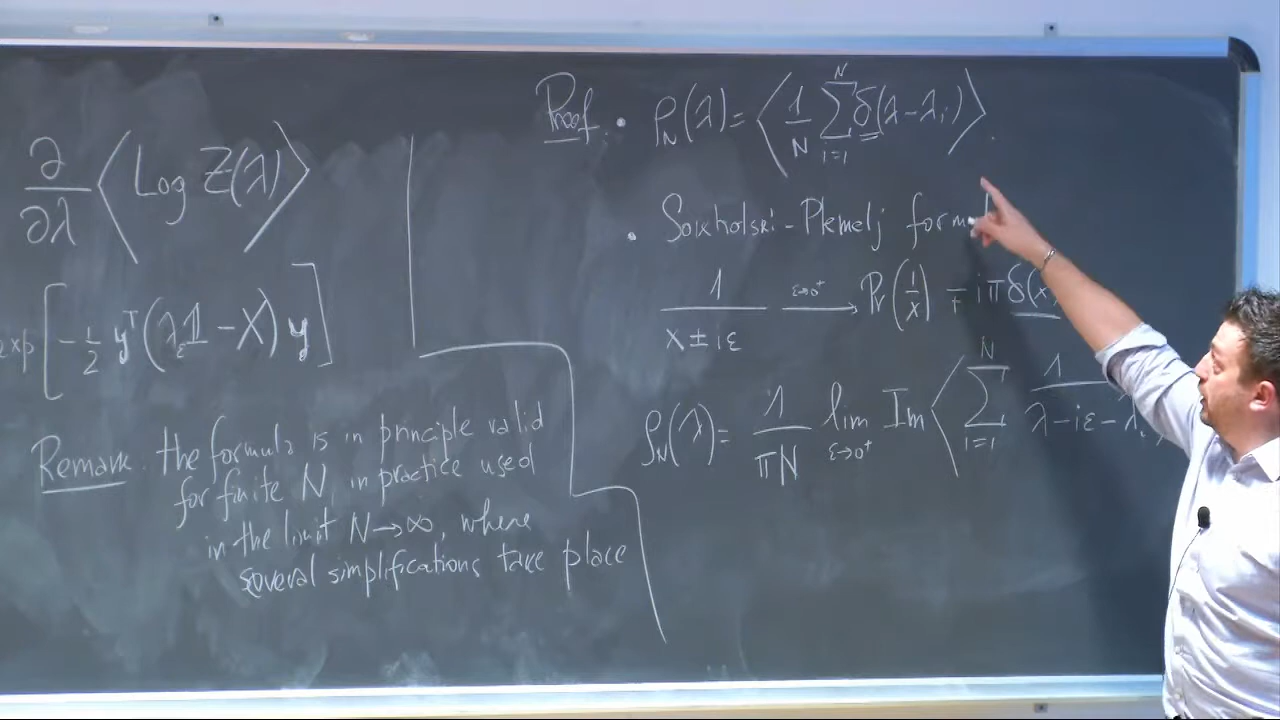 ∂/∂λ ⟨Log Z(λ)⟩
exp[-1/2 y^T (λ_ε 1 - X) y]
Remark. the formula is in principle valid
for finite N, in practice used
in the limit N→∞, where
several simplifications take place
Proof. • ρ_N(λ) = ⟨1/N ∑_{i=1}^N δ(λ-λ_i)⟩.
• Sokhotski-Plemelj form
1/(x±iε) →^{ε→0⁺} Pr(1/x) ∓ iπδ(x
ρ_N(λ) = 1/(πN) lim_{ε→0⁺} Im⟨∑_{i=1}^N 1/(λ-iε-λ_i)